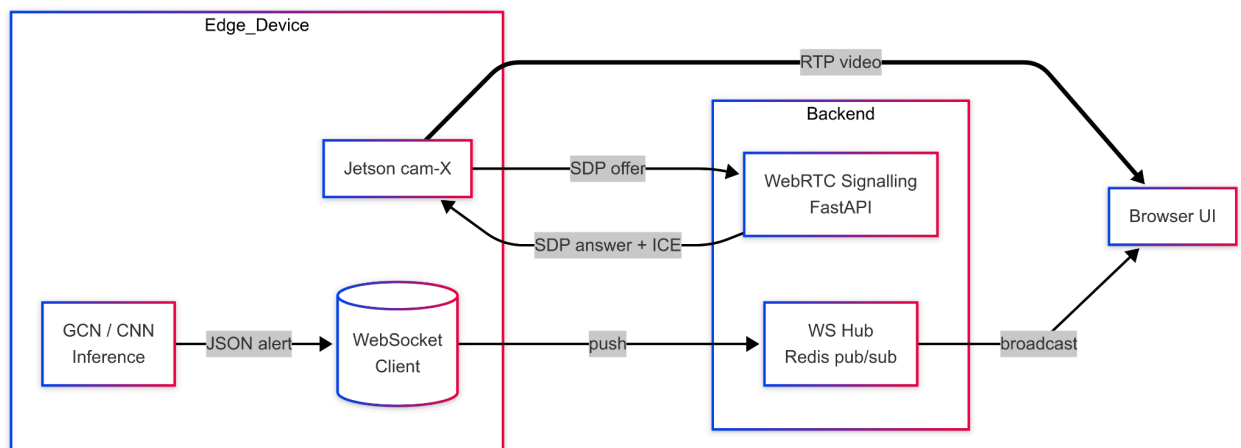 Edge_Device
RTP video
Backend
Jetson cam-X
SDP offer
WebRTC Signalling
FastAPI
Browser UI
SDP answer + ICE
GCN / CNN
Inference
JSON alert
WebSocket
Client
push
WS Hub
Redis pub/sub
broadcast